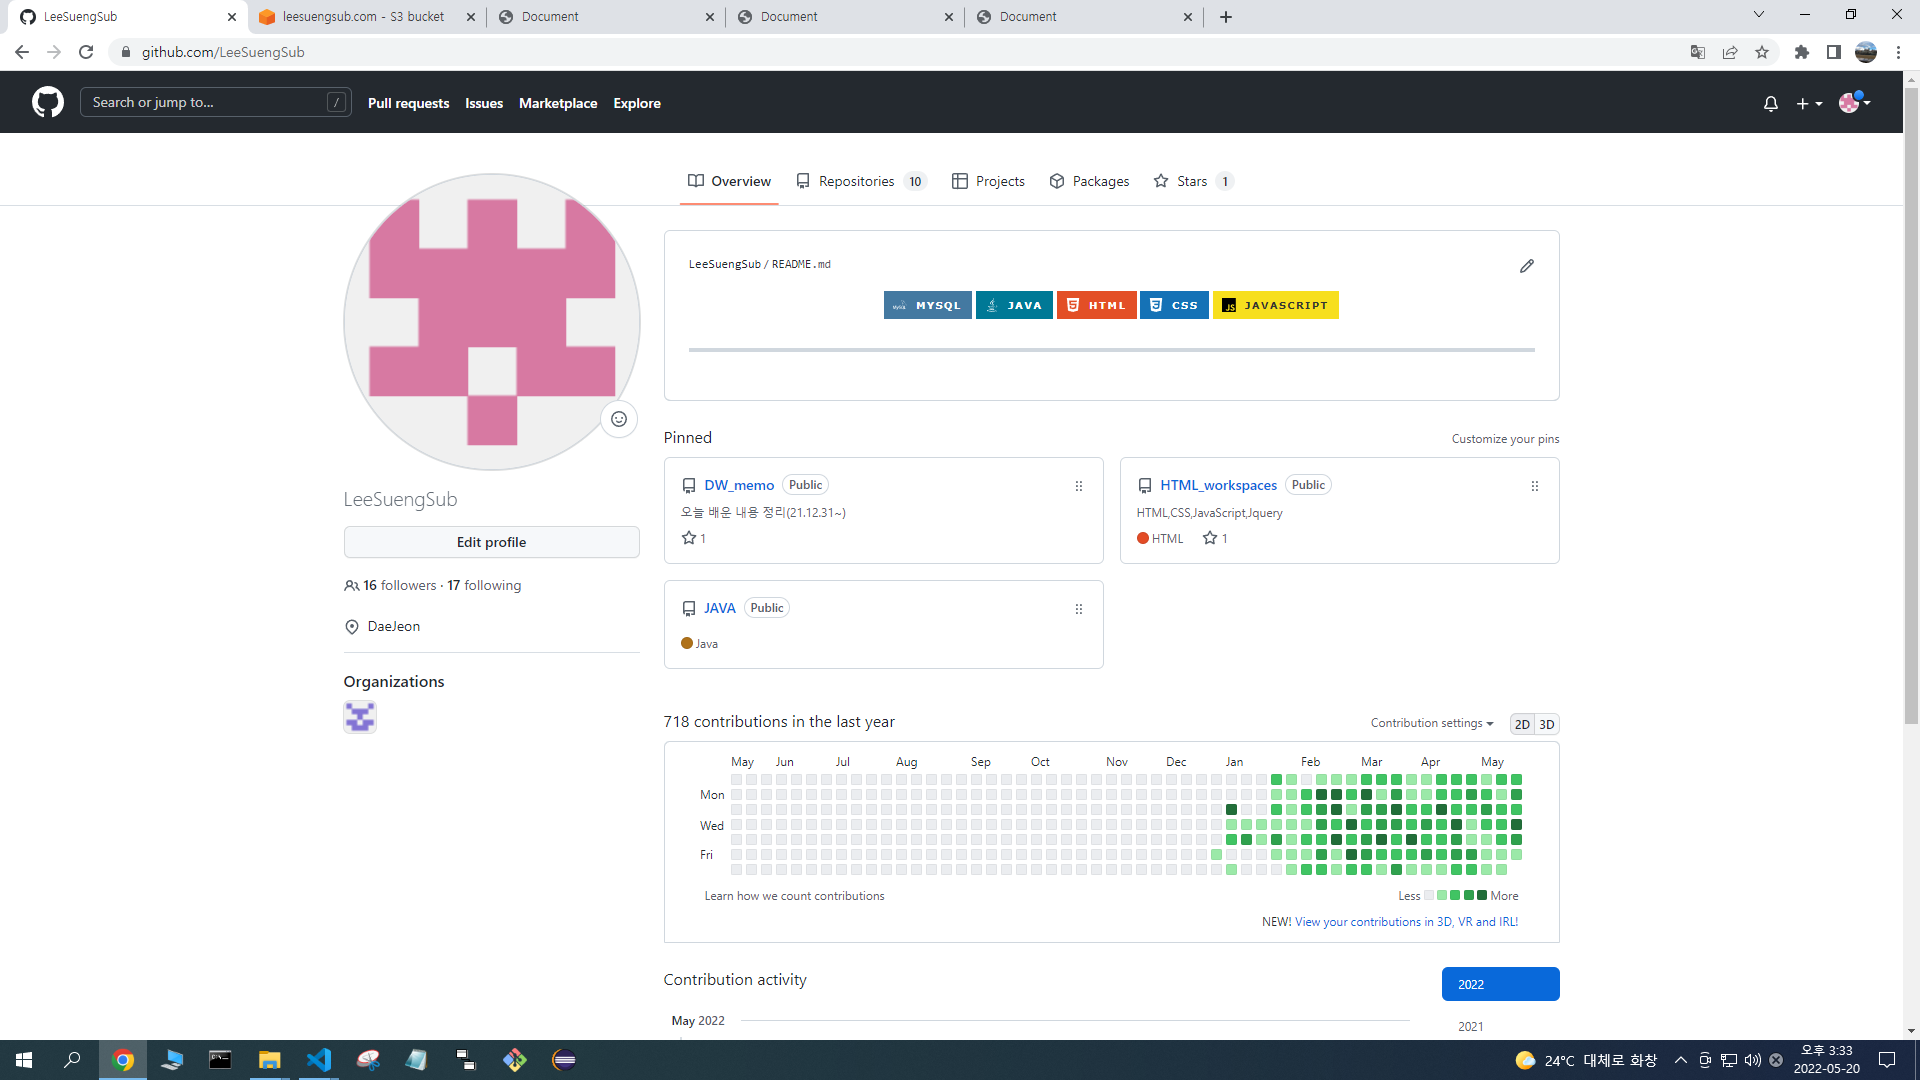 LeeSuengSub
leesuengsub.com - S3 bucket
Document
Document
Document
github.com/LeeSuengSub
Search or jump to...
/
Pull requests
Issues
Marketplace
Explore
Overview
Repositories 10
Projects
Packages
Stars 1
LeeSuengSub / README.md
MYSQL
JAVA
HTML
CSS
JAVASCRIPT
LeeSuengSub
Edit profile
16 followers · 17 following
DaeJeon
Organizations
Pinned
Customize your pins
DW_memo Public
오늘 배운 내용 정리(21.12.31~)
1
HTML_workspaces Public
HTML,CSS,JavaScript,Jquery
HTML 1
JAVA Public
Java
718 contributions in the last year
Contribution settings
2D 3D
May Jun Jul Aug Sep Oct Nov Dec Jan Feb Mar Apr May
Mon
Wed
Fri
Learn how we count contributions
Less More
NEW! View your contributions in 3D, VR and IRL!
Contribution activity
2022
May 2022
2021
24°C 대체로 화창
오후 3:33
2022-05-20